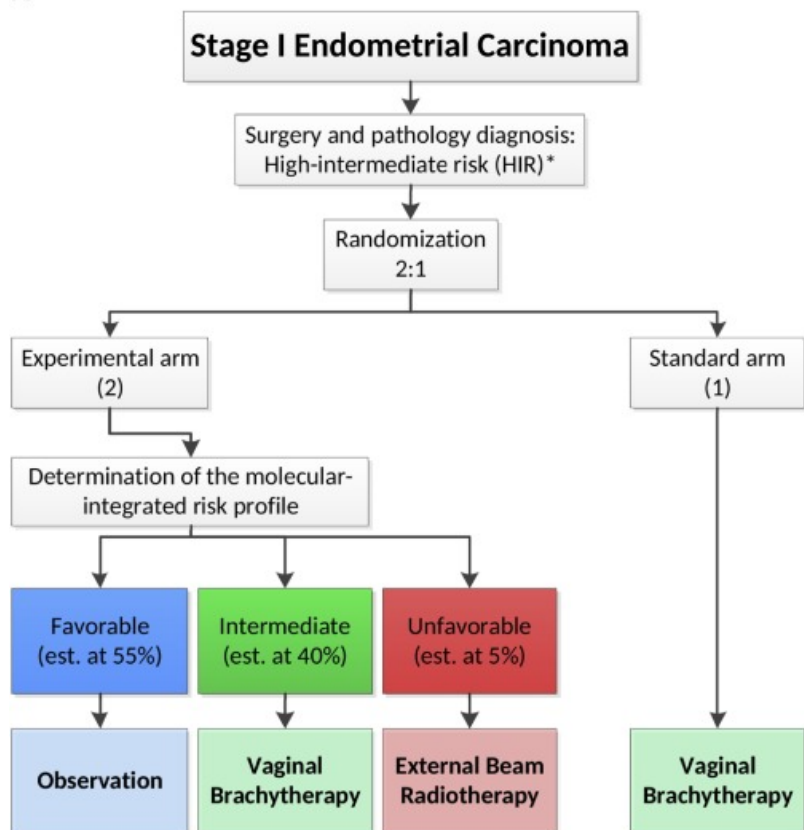 Stage I Endometrial Carcinoma
Surgery and pathology diagnosis:
High-intermediate risk (HIR)*
Randomization
2:1
Experimental arm
(2)
Standard arm
(1)
Determination of the molecular-
integrated risk profile
Favorable
(est. at 55%)
Intermediate
(est. at 40%)
Unfavorable
(est. at 5%)
Observation
Vaginal
Brachytherapy
External Beam
Radiotherapy
Vaginal
Brachytherapy